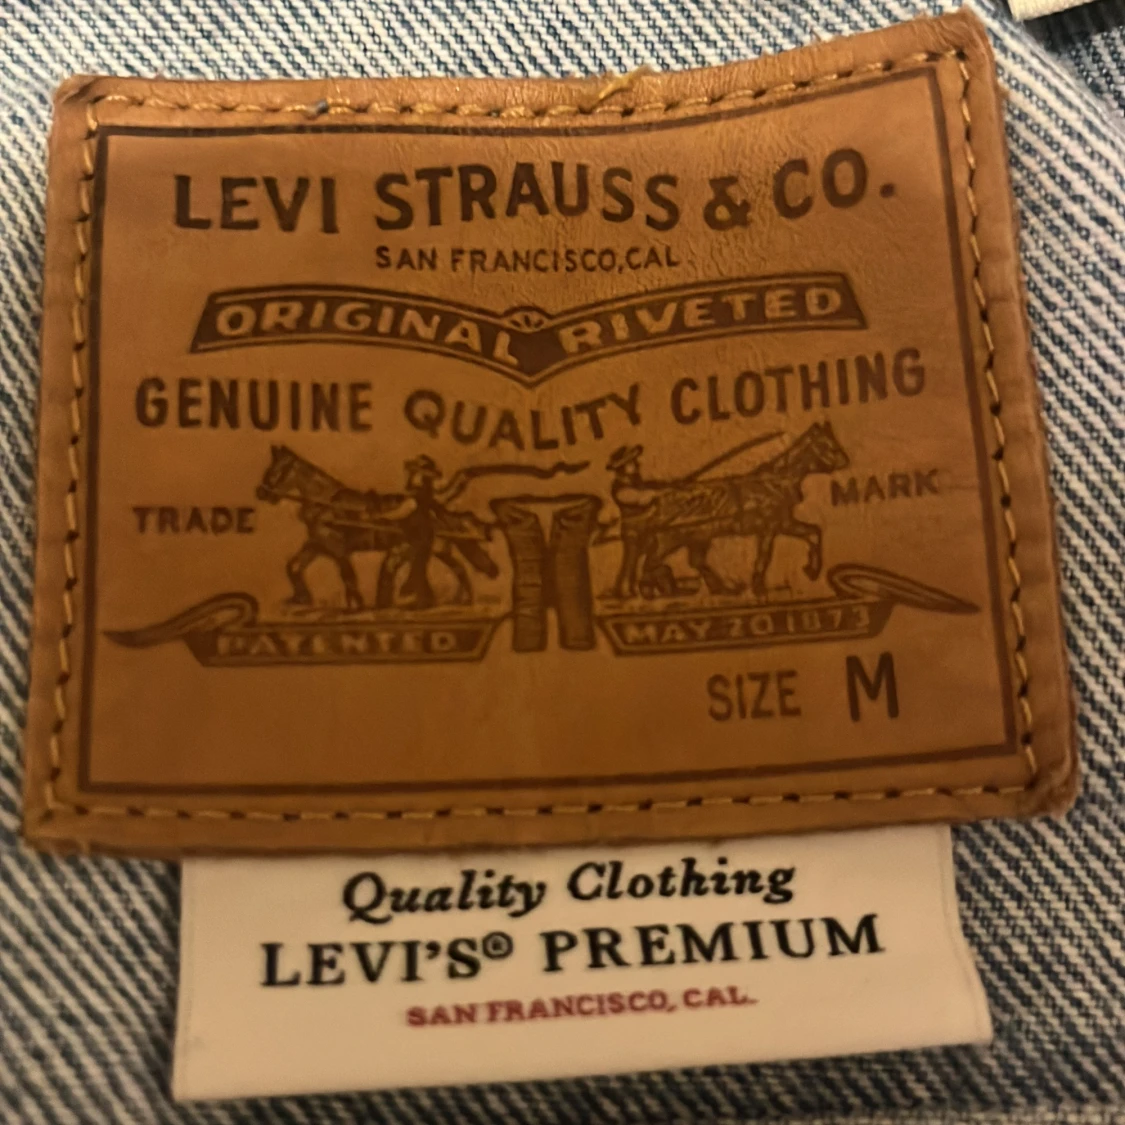 LEVI STRAUSS & CO.
SAN FRANCISCO, CAL.
ORIGINAL RIVETED
GENUINE QUALITY CLOTHING
TRADE MARK
PATENTED MAY 20 1873
SIZE M
Quality Clothing
LEVI'S® PREMIUM
SAN FRANCISCO, CAL.